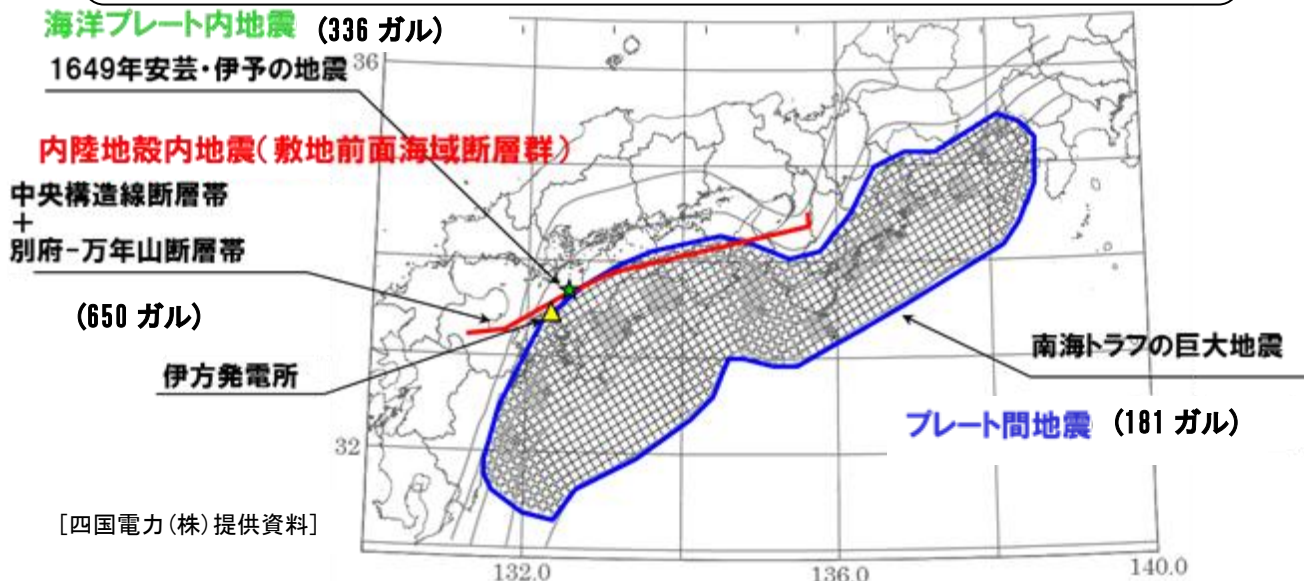 海洋プレート内地震 (336 ガル)
1649年安芸・伊予の地震
36
内陸地殻内地震(敷地前面海域断層群)
中央構造線断層帯
+
別府-万年山断層帯
(650 ガル)
伊方発電所
南海トラフの巨大地震
プレート間地震 (181 ガル)
32
[四国電力(株)提供資料]
132.0
136.0
140.0